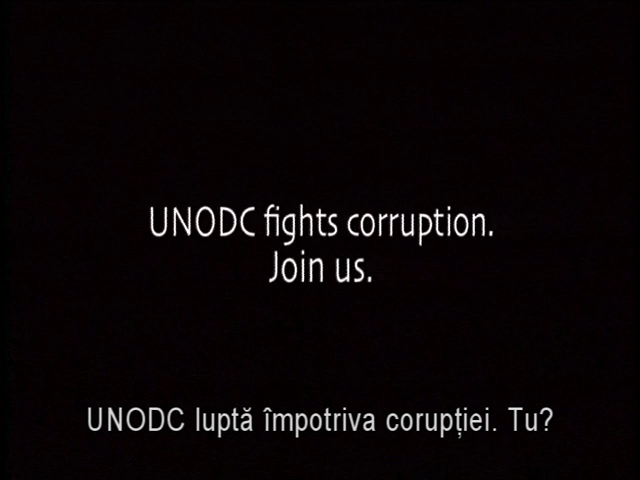 UNODC fights corruption.
Join us.
UNODC luptă împotriva corupției. Tu?